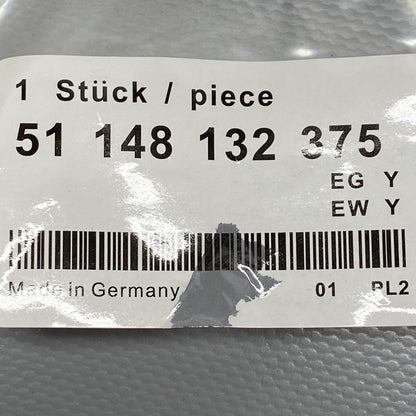 1 Stück / piece
51 148 132 375
EG Y
EW Y
Made in Germany 01 PL2